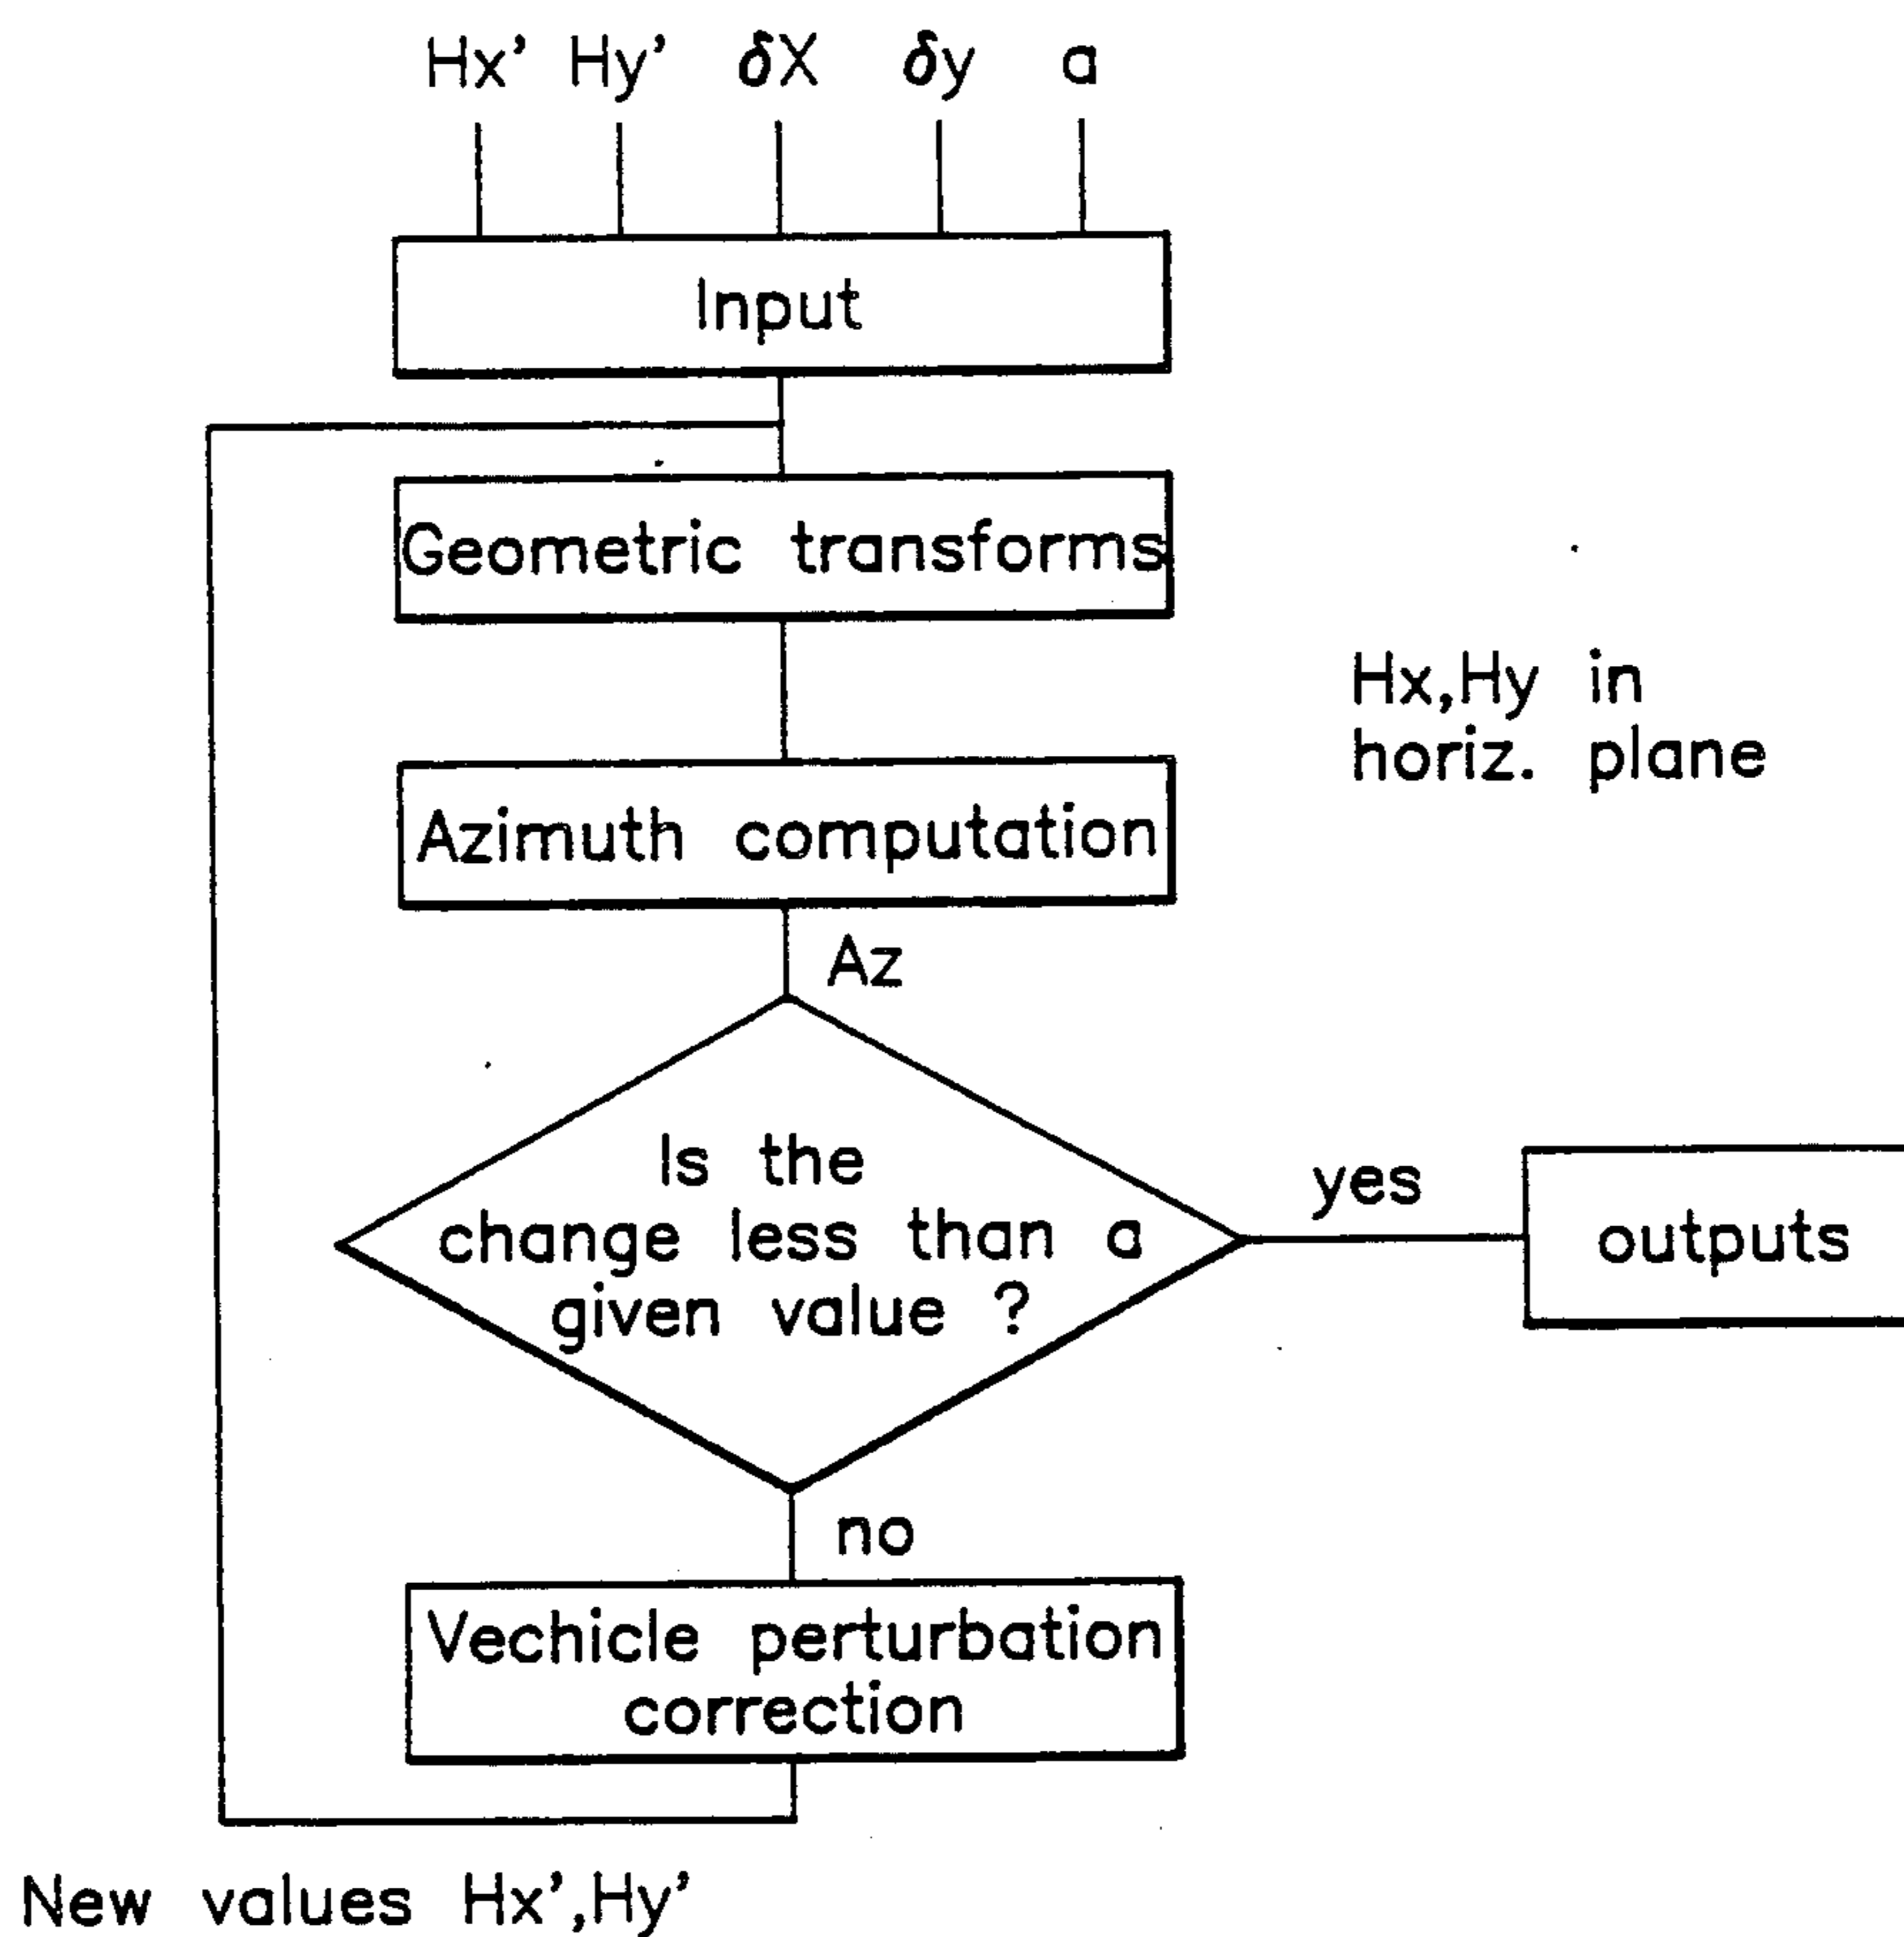 Hx’ Hy’ δX δy a
Input
Geometric transforms
Hx,Hy in
horiz. plane
Azimuth computation
Az
Is the
change less than a
given value ?
yes
outputs
no
Vechicle perturbation
correction
New values Hx’,Hy’